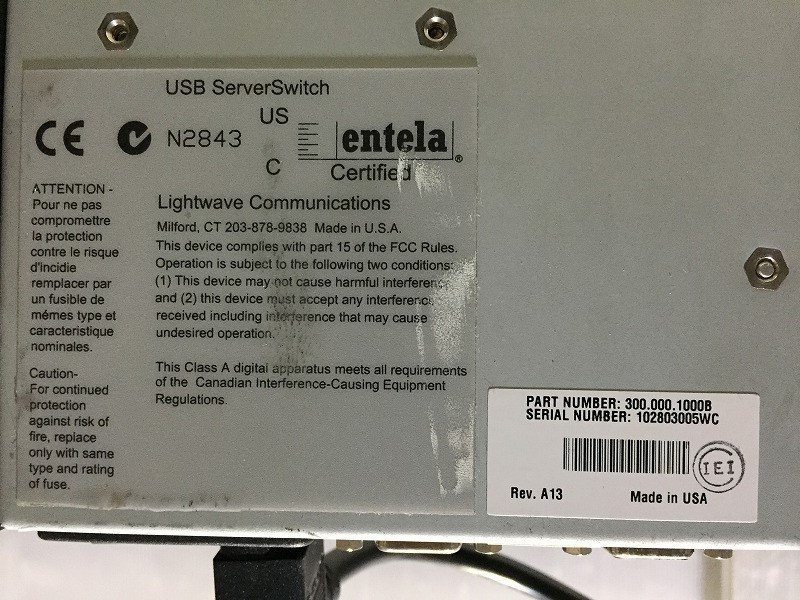 USB ServerSwitch
US
CE N2843 entela®
C Certified
ATTENTION -
Pour ne pas
compromettre
la protection
contre le risque
d'incidie
remplacer par
un fusible de
mémes type et
caracteristique
nominales.
Caution-
For continued
protection
against risk of
fire, replace
only with same
type and rating
of fuse.
Lightwave Communications
Milford, CT 203-878-9838 Made in U.S.A.
This device complies with part 15 of the FCC Rules.
Operation is subject to the following two conditions:
(1) This device may not cause harmful interference
and (2) this device must accept any interference
received including interference that may cause
undesired operation.
This Class A digital apparatus meets all requirements
of the Canadian Interference-Causing Equipment
Regulations.
PART NUMBER: 300.000.1000B
SERIAL NUMBER: 102803005WC
IEI
Rev. A13 Made in USA